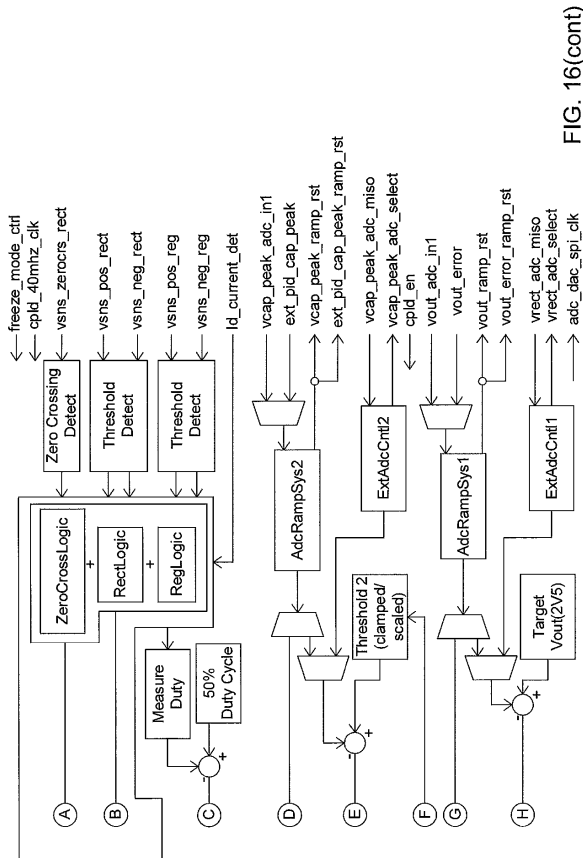 freeze_mode_ctrl
cpld_40mhz_clk
vsns_zerocrs_rect
vsns_pos_rect
vsns_neg_rect
vsns_pos_reg
vsns_neg_reg
ld_current_det
Zero Crossing
Detect
Threshold
Detect
Threshold
Detect
ZeroCrossLogic
+
RectLogic
+
RegLogic
Measure
Duty
50%
Duty Cycle
-
+
A
B
C
vcap_peak_adc_in1
ext_pid_cap_peak
vcap_peak_ramp_rst
ext_pid_cap_peak_ramp_rst
vcap_peak_adc_miso
vcap_peak_adc_select
cpld_en
AdcRampSys2
ExtAdcCntl2
Threshold 2
(clamped/
scaled)
-
+
D
E
F
vout_adc_in1
vout_error
vout_ramp_rst
vout_error_ramp_rst
vrect_adc_miso
vrect_adc_select
adc_dac_spi_clk
AdcRampSys1
ExtAdcCntl1
Target
Vout(2V5)
-
+
G
H
FIG. 16(cont)